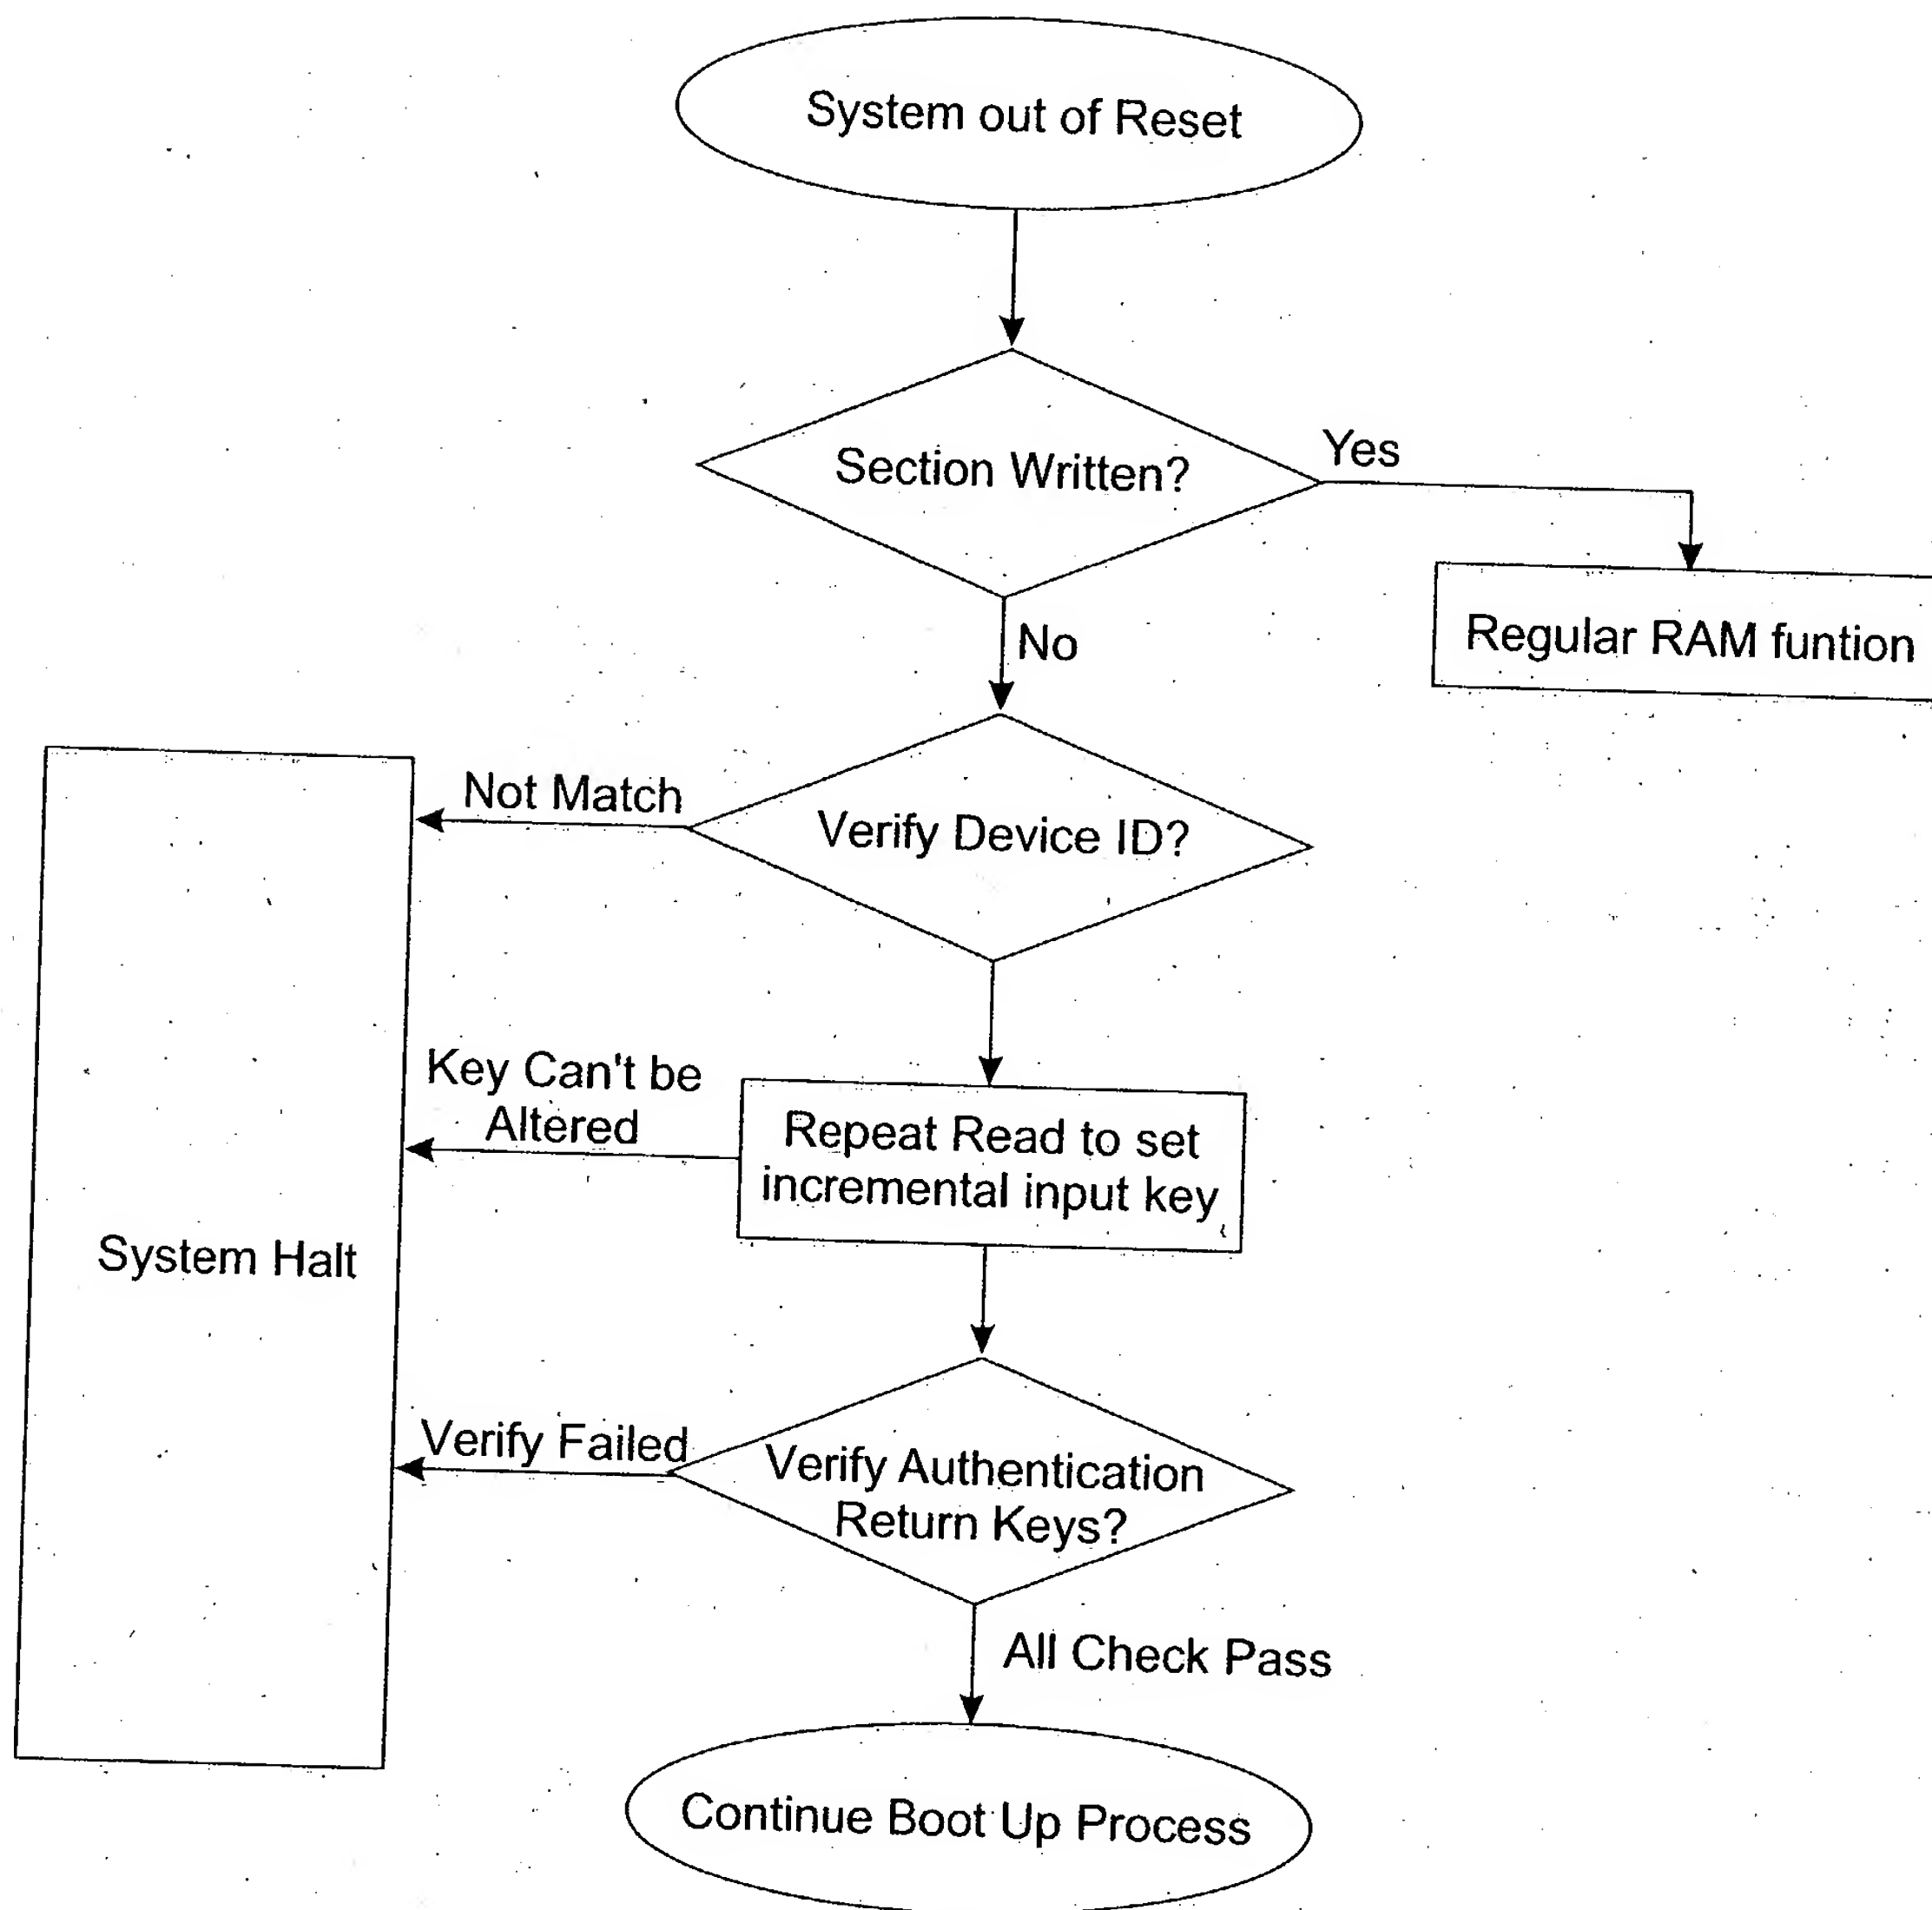 System out of Reset
Section Written?
Yes
Regular RAM funtion
No
Not Match
Verify Device ID?
Key Can't be
Altered
Repeat Read to set
incremental input key
System Halt
Verify Failed
Verify Authentication
Return Keys?
All Check Pass
Continue Boot Up Process